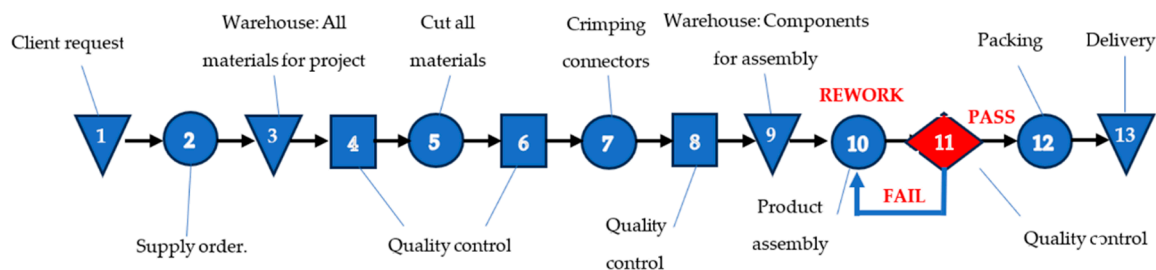 Client request
Warehouse: All
materials for project
Cut all
materials
Crimping
connectors
Warehouse: Components
for assembly
Packing
Delivery
REWORK
PASS
1
2
3
4
5
6
7
8
9
10
11
12
13
FAIL
Supply order.
Quality control
Quality
control
Product
assembly
Quality control